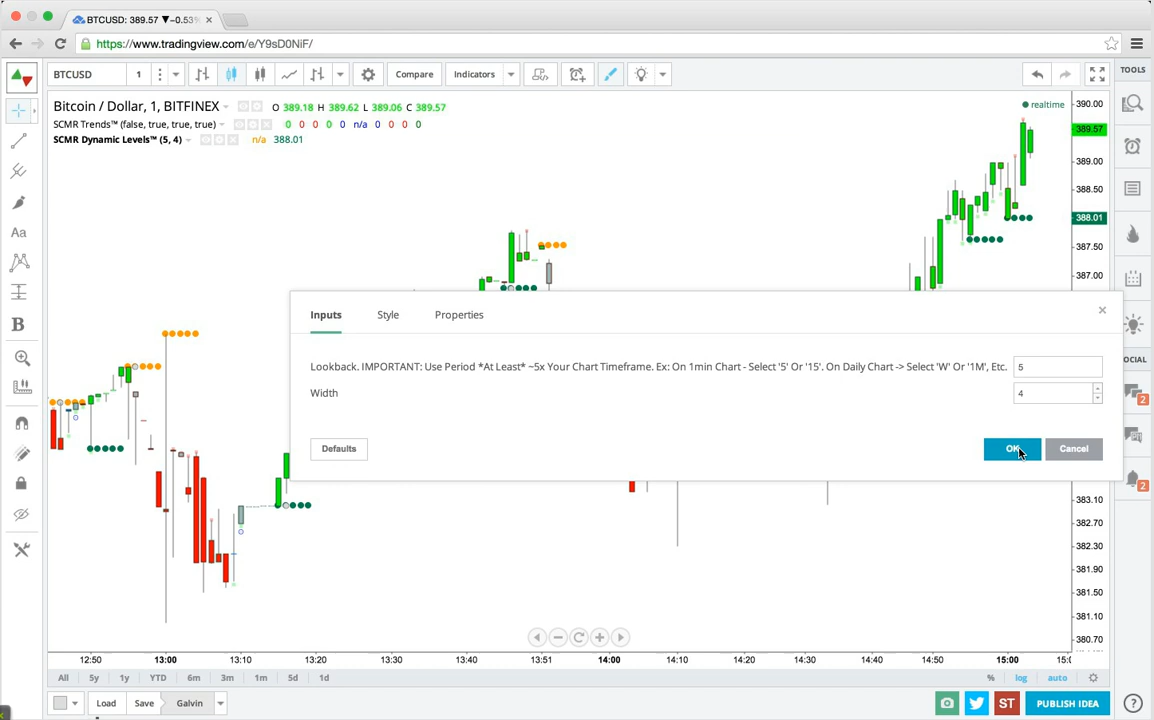 BTCUSD: 389.57 ▼−0.53%
https://www.tradingview.com/e/Y9sD0NiF/
BTCUSD 1 Compare Indicators TOOLS
Bitcoin / Dollar, 1, BITFINEX O 389.18 H 389.62 L 389.06 C 389.57
realtime
390.00
SCMR Trends™ (false, true, true, true) 0 0 0 0 0 n/a 0 0 0 0
389.57
SCMR Dynamic Levels™ (5, 4) n/a 388.01
389.00
388.50
388.01
Aa
387.50
387.00
Inputs Style Properties
B
OCIAL
Lookback. IMPORTANT: Use Period *At Least* ~5x Your Chart Timeframe. Ex: On 1min Chart - Select '5' Or '15'. On Daily Chart -> Select 'W' Or '1M', Etc. 5
Width 4
2
Defaults OK Cancel
2
383.10
382.70
382.30
381.90
381.50
381.10
380.70
12:50 13:00 13:10 13:20 13:30 13:40 13:51 14:00 14:10 14:20 14:30 14:40 14:50 15:00 15:0
All 5y 1y YTD 6m 3m 1m 5d 1d % log auto
Load Save Galvin ST PUBLISH IDEA ?